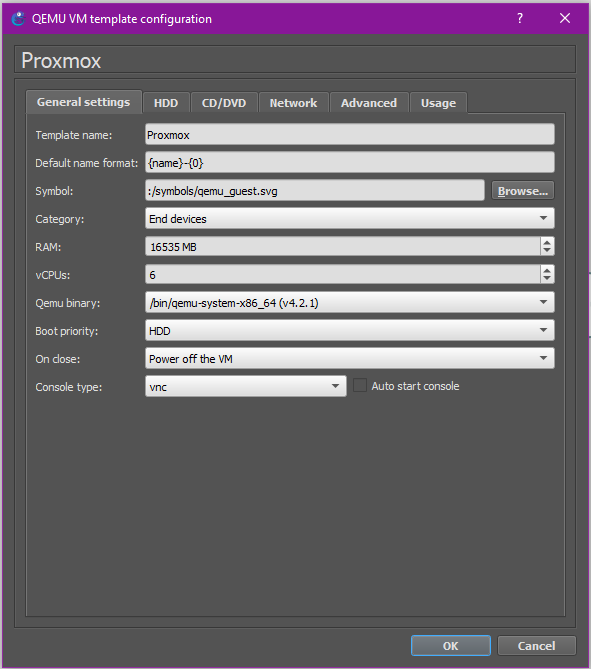 QEMU VM template configuration
Proxmox
General settings HDD CD/DVD Network Advanced Usage
Template name: Proxmox
Default name format: {name}-{0}
Symbol: :/symbols/qemu_guest.svg Browse...
Category: End devices
RAM: 16535 MB
vCPUs: 6
Qemu binary: /bin/qemu-system-x86_64 (v4.2.1)
Boot priority: HDD
On close: Power off the VM
Console type: vnc Auto start console
OK Cancel